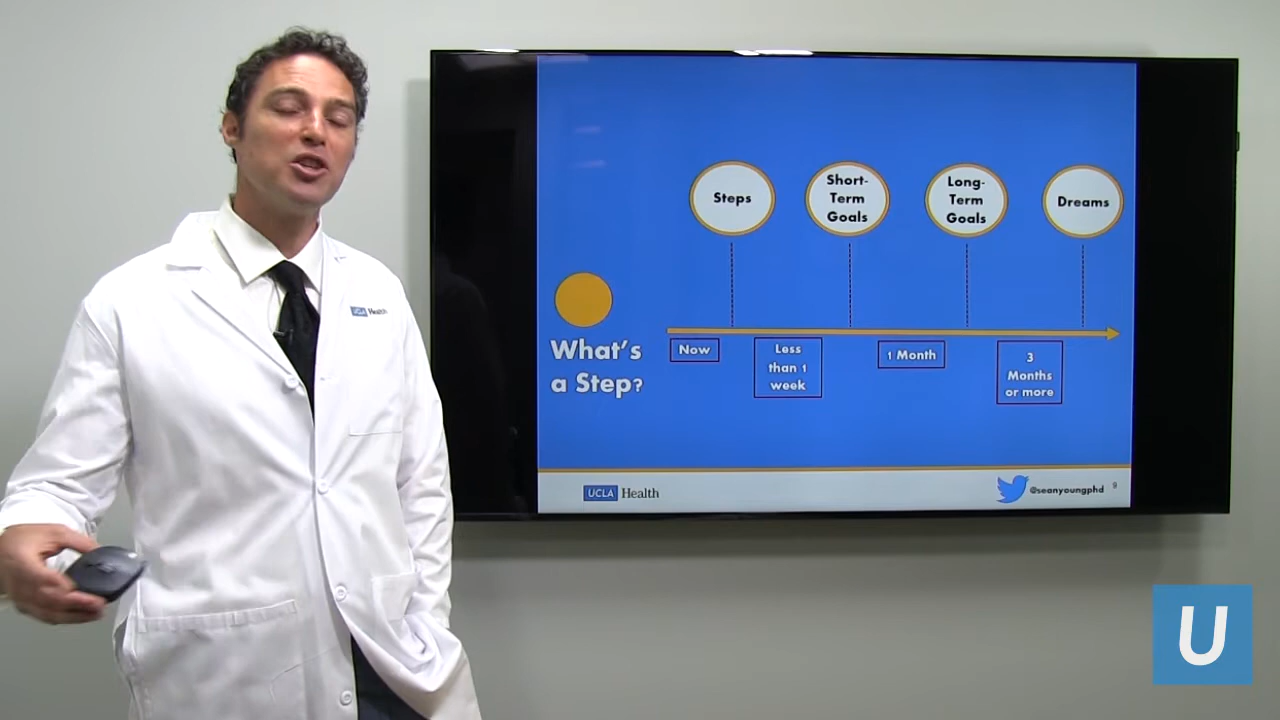 UCLA Health
Steps
Short-
Term
Goals
Long-
Term
Goals
Dreams
What's
a Step?
Now
Less
than 1
week
1 Month
3
Months
or more
UCLA Health
@seanyoungphd
9
U